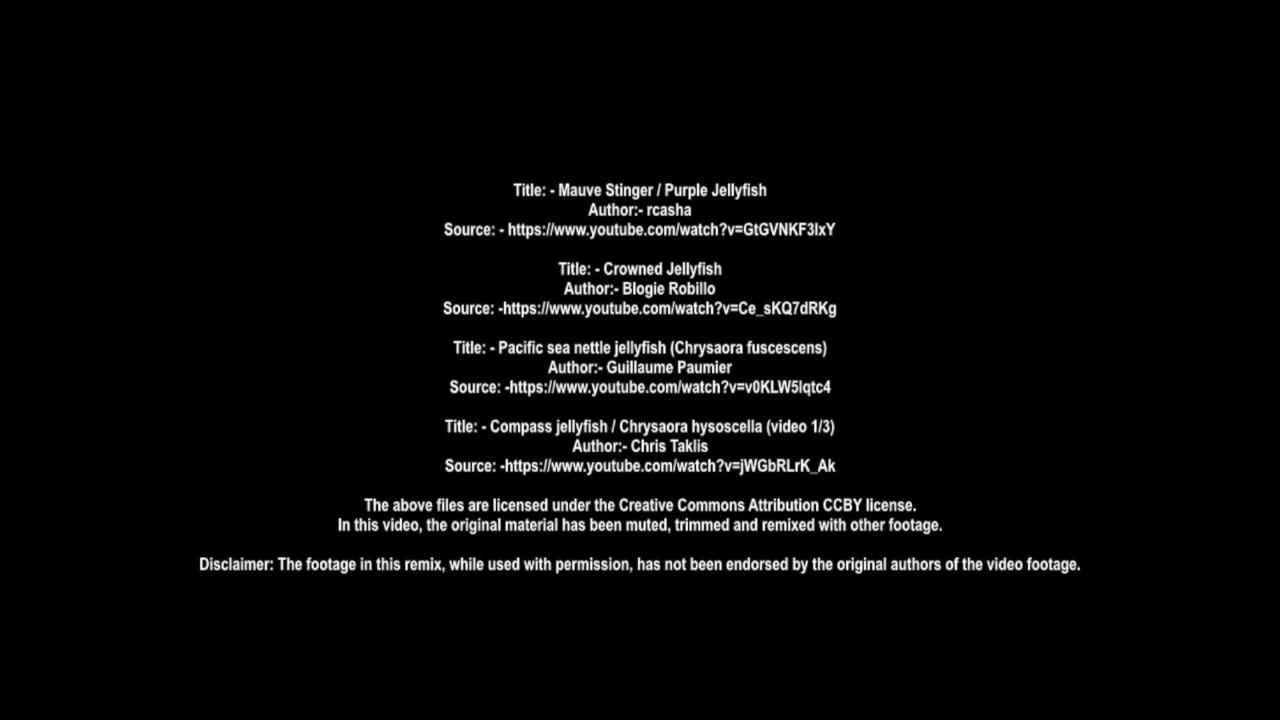 Title: - Mauve Stinger / Purple Jellyfish
Author:- rcasha
Source: - https://www.youtube.com/watch?v=GtGVNKF3lxY
Title: - Crowned Jellyfish
Author:- Blogie Robillo
Source: -https://www.youtube.com/watch?v=Ce_sKQ7dRKg
Title: - Pacific sea nettle jellyfish (Chrysaora fuscescens)
Author:- Guillaume Paumier
Source: -https://www.youtube.com/watch?v=v0KLW5lqtc4
Title: - Compass jellyfish / Chrysaora hysoscella (video 1/3)
Author:- Chris Taklis
Source: -https://www.youtube.com/watch?v=jWGbRLrK_Ak
The above files are licensed under the Creative Commons Attribution CCBY license.
In this video, the original material has been muted, trimmed and remixed with other footage.
Disclaimer: The footage in this remix, while used with permission, has not been endorsed by the original authors of the video footage.